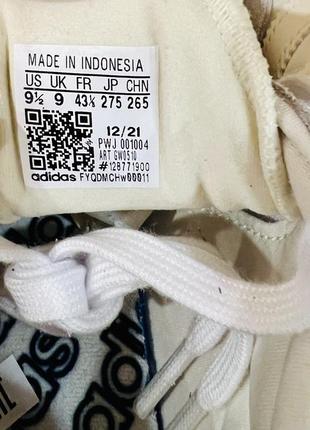 MADE IN INDONESIA
US UK FR JP CHN
9½ 9 43⅓ 275 265
12/21
PWJ 001004
ART GW0510
#128771900
adidas FYQDMCHW00011